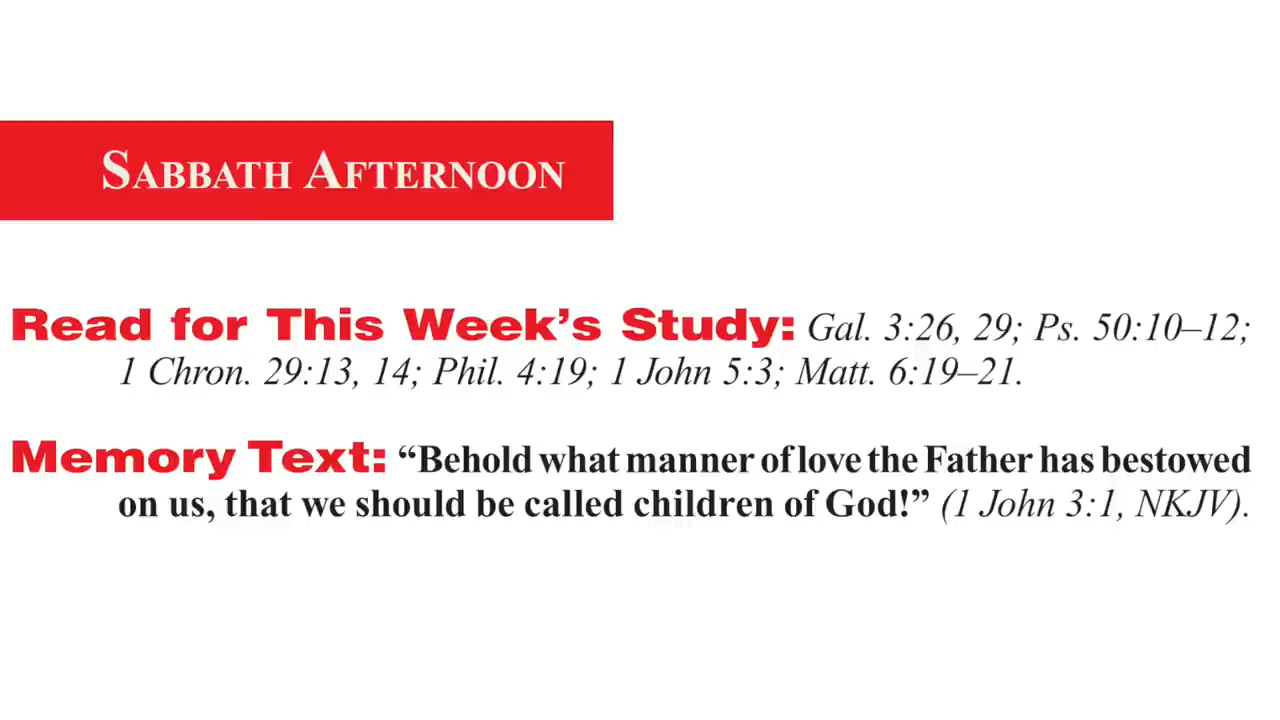 SABBATH AFTERNOON
Read for This Week’s Study: Gal. 3:26, 29; Ps. 50:10–12;
1 Chron. 29:13, 14; Phil. 4:19; 1 John 5:3; Matt. 6:19–21.
Memory Text: “Behold what manner of love the Father has bestowed
on us, that we should be called children of God!” (1 John 3:1, NKJV).